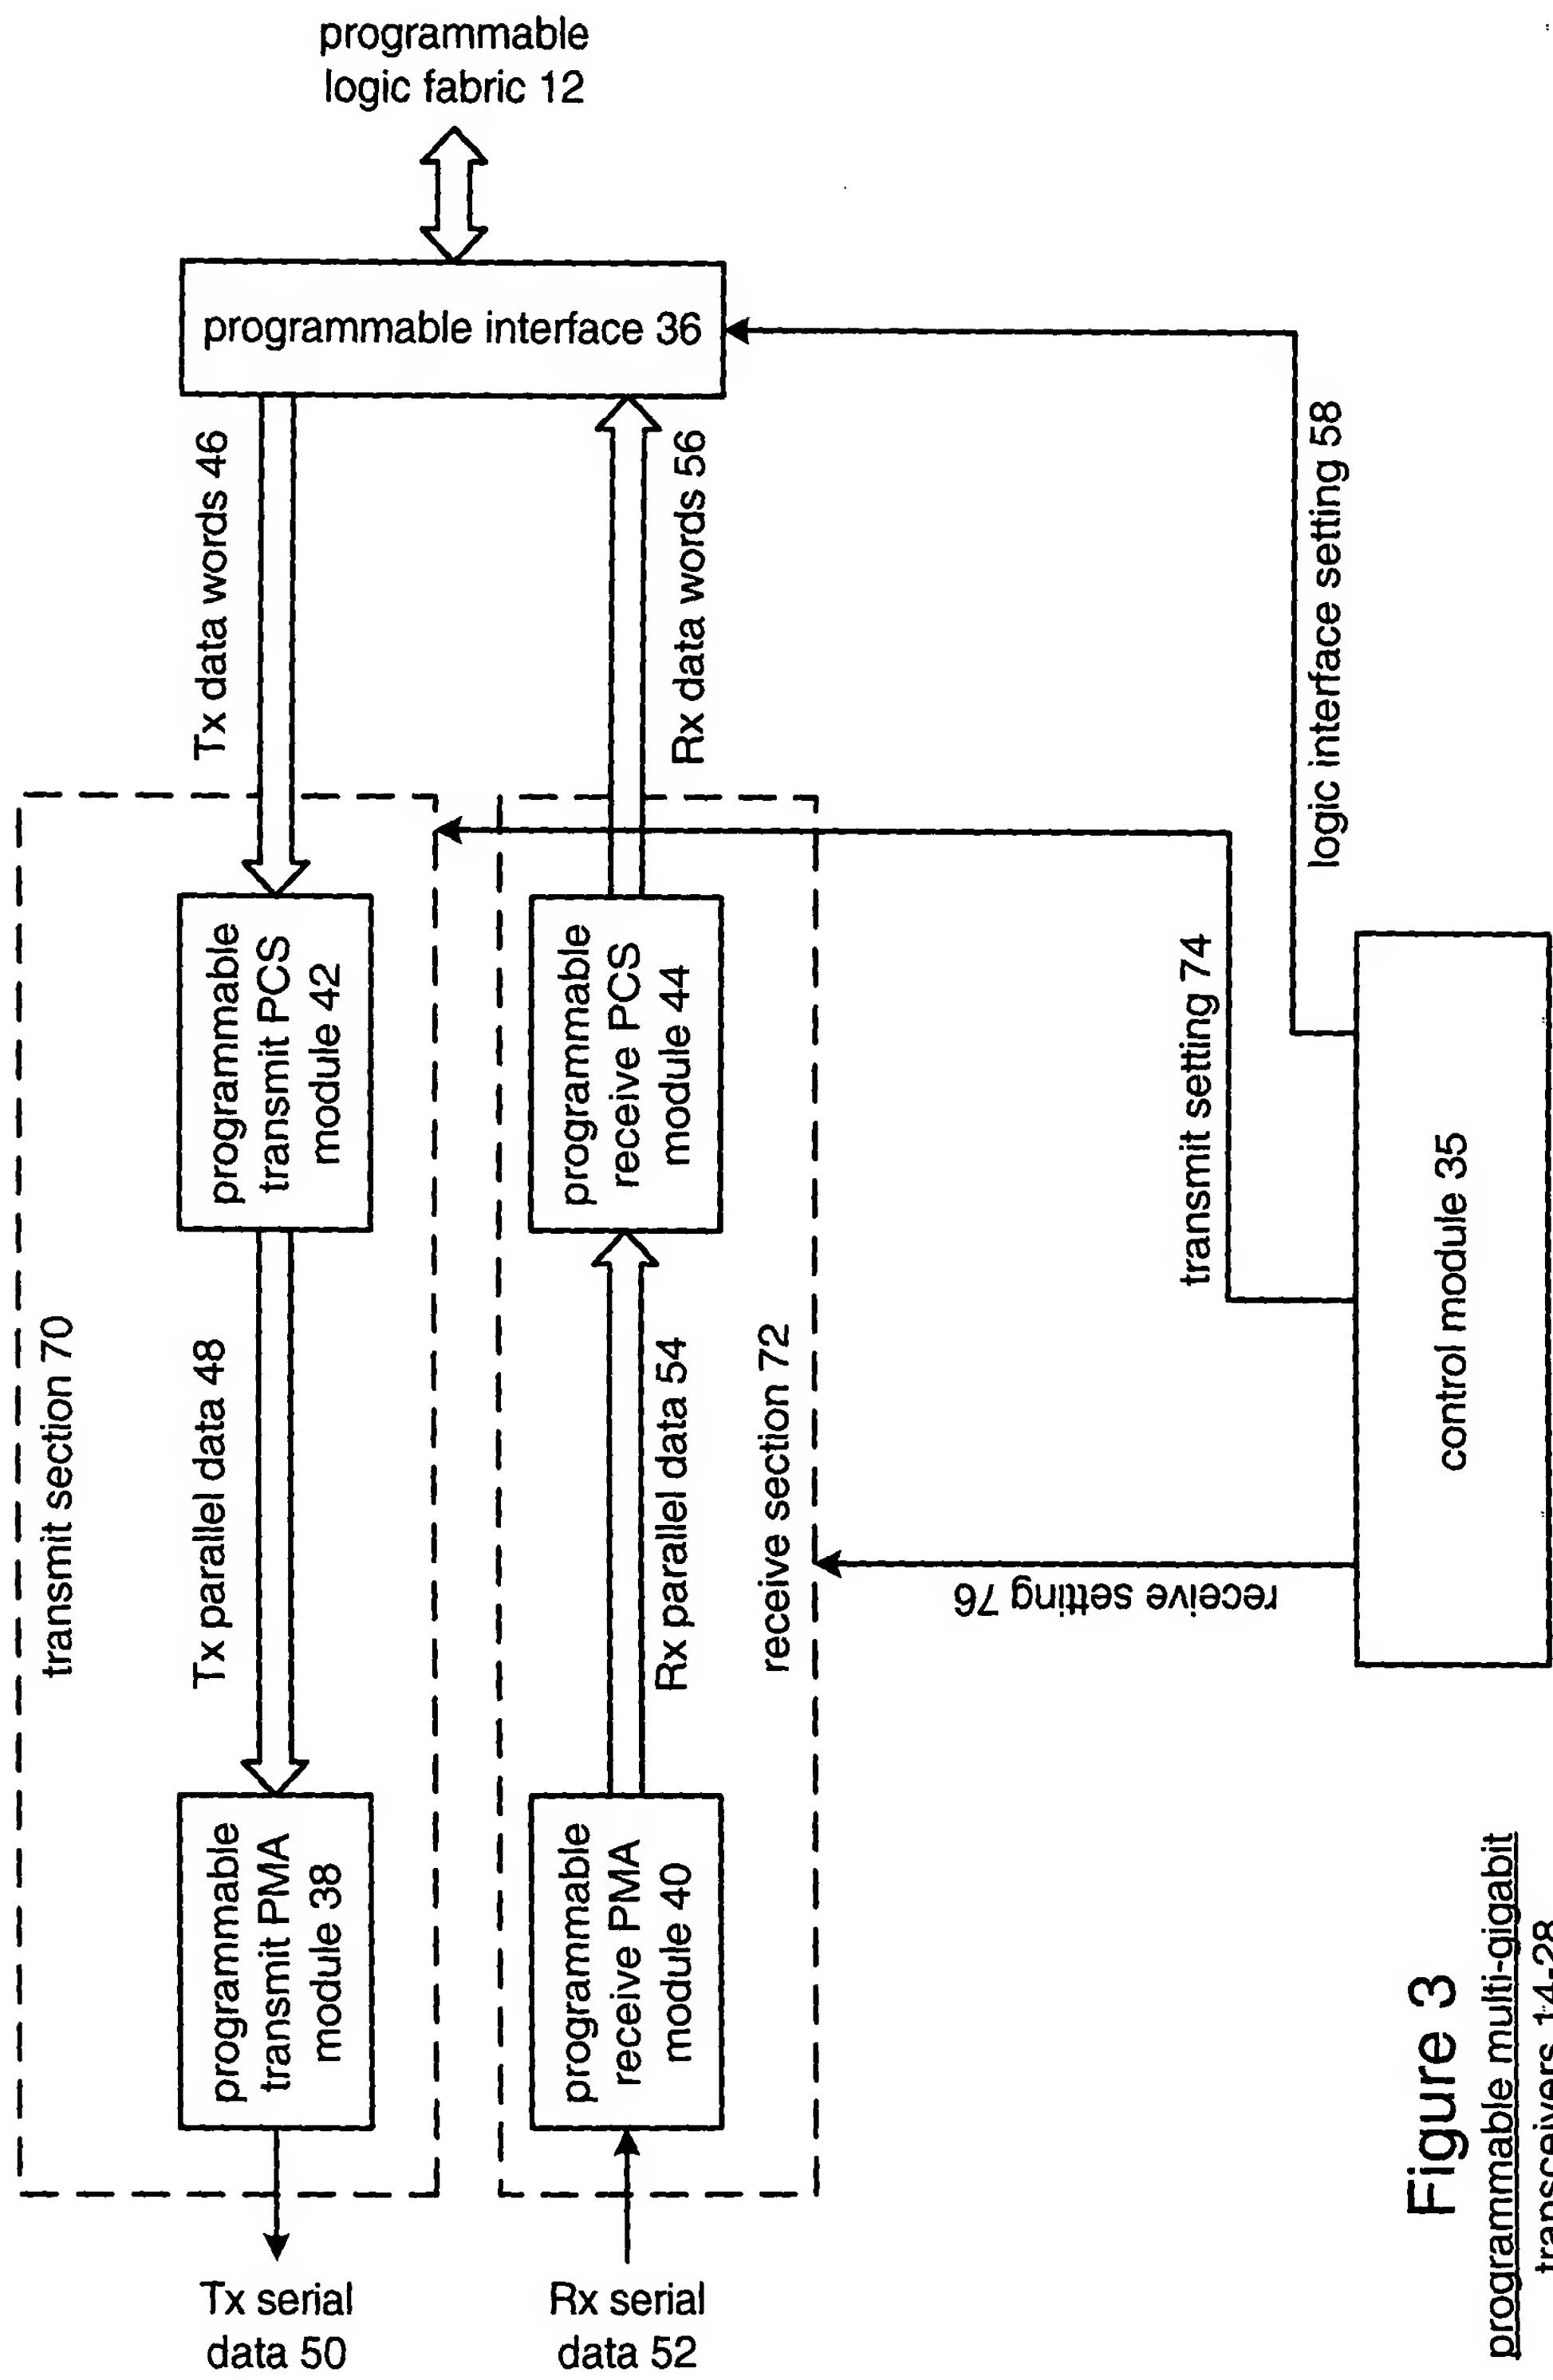 programmable
logic fabric 12
programmable interface 36
Tx data words 46
Rx data words 56
logic interface setting 58
transmit section 70
programmable
transmit PCS
module 42
programmable
receive PCS
module 44
transmit setting 74
Tx parallel data 48
Rx parallel data 54
receive section 72
receive setting 76
control module 35
programmable
transmit PMA
module 38
programmable
receive PMA
module 40
Tx serial
data 50
Rx serial
data 52
Figure 3
programmable multi-gigabit
transceivers 14-28